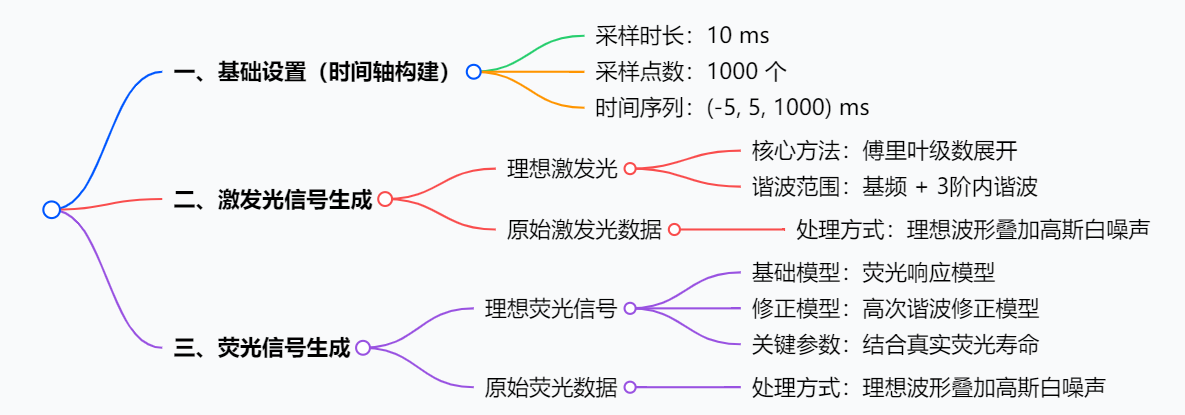 一、基础设置（时间轴构建）
采样时长：10 ms
采样点数：1000 个
时间序列：(-5, 5, 1000) ms
二、激发光信号生成
理想激发光
核心方法：傅里叶级数展开
谐波范围：基频 + 3阶内谐波
原始激发光数据
处理方式：理想波形叠加高斯白噪声
三、荧光信号生成
理想荧光信号
基础模型：荧光响应模型
修正模型：高次谐波修正模型
关键参数：结合真实荧光寿命
原始荧光数据
处理方式：理想波形叠加高斯白噪声